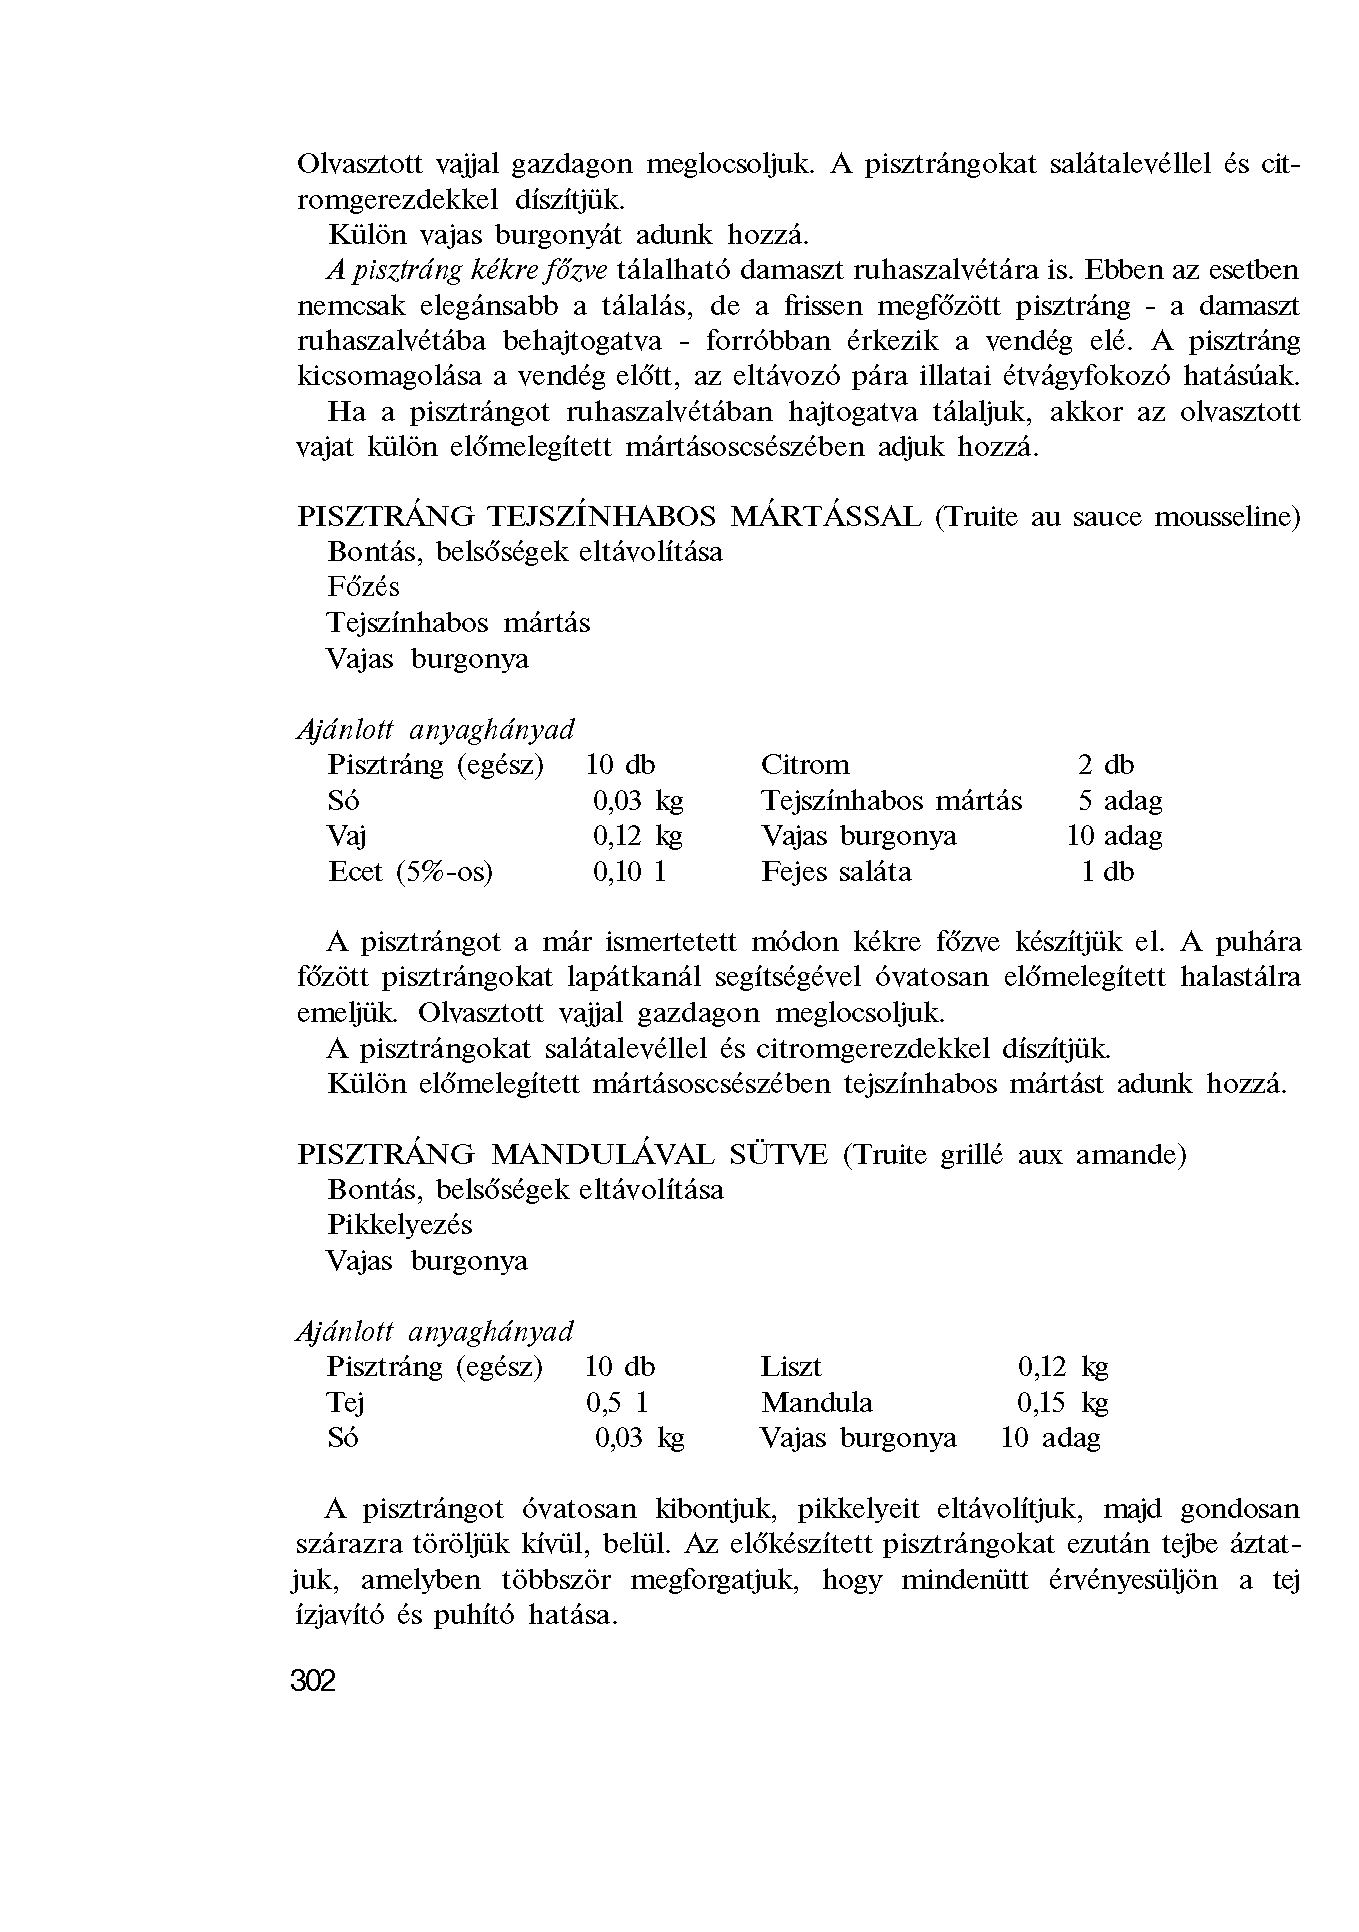 Olvasztott vajjal gazdagon meglocsoljuk. A pisztrángokat salátalevéllel és cit-
romgerezdekkel díszítjük.
Külön vajas burgonyát adunk hozzá.
A pisztráng kékre főzve tálalható damaszt ruhaszalvétára is. Ebben az esetben
nemcsak elegánsabb a tálalás, de a frissen megfőzött pisztráng - a damaszt
ruhaszalvétába behajtogatva - forróbban érkezik a vendég elé. A pisztráng
kicsomagolása a vendég előtt, az eltávozó pára illatai étvágyfokozó hatásúak.
Ha a pisztrángot ruhaszalvétában hajtogatva tálaljuk, akkor az olvasztott
vajat külön előmelegített mártásoscsészében adjuk hozzá.
PISZTRÁNG TEJSZÍNHABOS MÁRTÁSSAL (Truite au sauce mousseline)
Bontás, belsőségek eltávolítása
Főzés
Tejszínhabos mártás
Vajas burgonya
Ajánlott anyaghányad
Pisztráng (egész) 10 db Citrom 2 db
Só 0,03 kg Tejszínhabos mártás 5 adag
Vaj 0,12 kg Vajas burgonya 10 adag
Ecet (5%-os) 0,10 l Fejes saláta 1 db
A pisztrángot a már ismertetett módon kékre főzve készítjük el. A puhára
főzött pisztrángokat lapátkanál segítségével óvatosan előmelegített halastálra
emeljük. Olvasztott vajjal gazdagon meglocsoljuk.
A pisztrángokat salátalevéllel és citromgerezdekkel díszítjük.
Külön előmelegített mártásoscsészében tejszínhabos mártást adunk hozzá.
PISZTRÁNG MANDULÁVAL SÜTVE (Truite grillé aux amande)
Bontás, belsőségek eltávolítása
Pikkelyezés
Vajas burgonya
Ajánlott anyaghányad
Pisztráng (egész) 10 db Liszt 0,12 kg
Tej 0,5 l Mandula 0,15 kg
Só 0,03 kg Vajas burgonya 10 adag
A pisztrángot óvatosan kibontjuk, pikkelyeit eltávolítjuk, majd gondosan
szárazra töröljük kívül, belül. Az előkészített pisztrángokat ezután tejbe áztat-
juk, amelyben többször megforgatjuk, hogy mindenütt érvényesüljön a tej
ízjavító és puhító hatása.
302